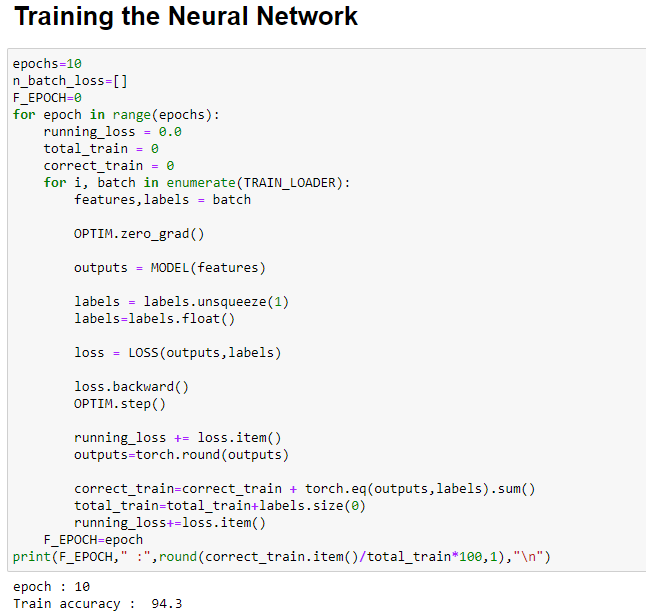 Training the Neural Network
epochs=10
n_batch_loss=[]
F_EPOCH=0
for epoch in range(epochs):
    running_loss = 0.0
    total_train = 0
    correct_train = 0
    for i, batch in enumerate(TRAIN_LOADER):
        features,labels = batch

        OPTIM.zero_grad()

        outputs = MODEL(features)

        labels = labels.unsqueeze(1)
        labels=labels.float()

        loss = LOSS(outputs,labels)

        loss.backward()
        OPTIM.step()

        running_loss += loss.item()
        outputs=torch.round(outputs)

        correct_train=correct_train + torch.eq(outputs,labels).sum()
        total_train=total_train+labels.size(0)
        running_loss+=loss.item()
    F_EPOCH=epoch
print(F_EPOCH," :",round(correct_train.item()/total_train*100,1),"\n")
epoch : 10
Train accuracy :  94.3